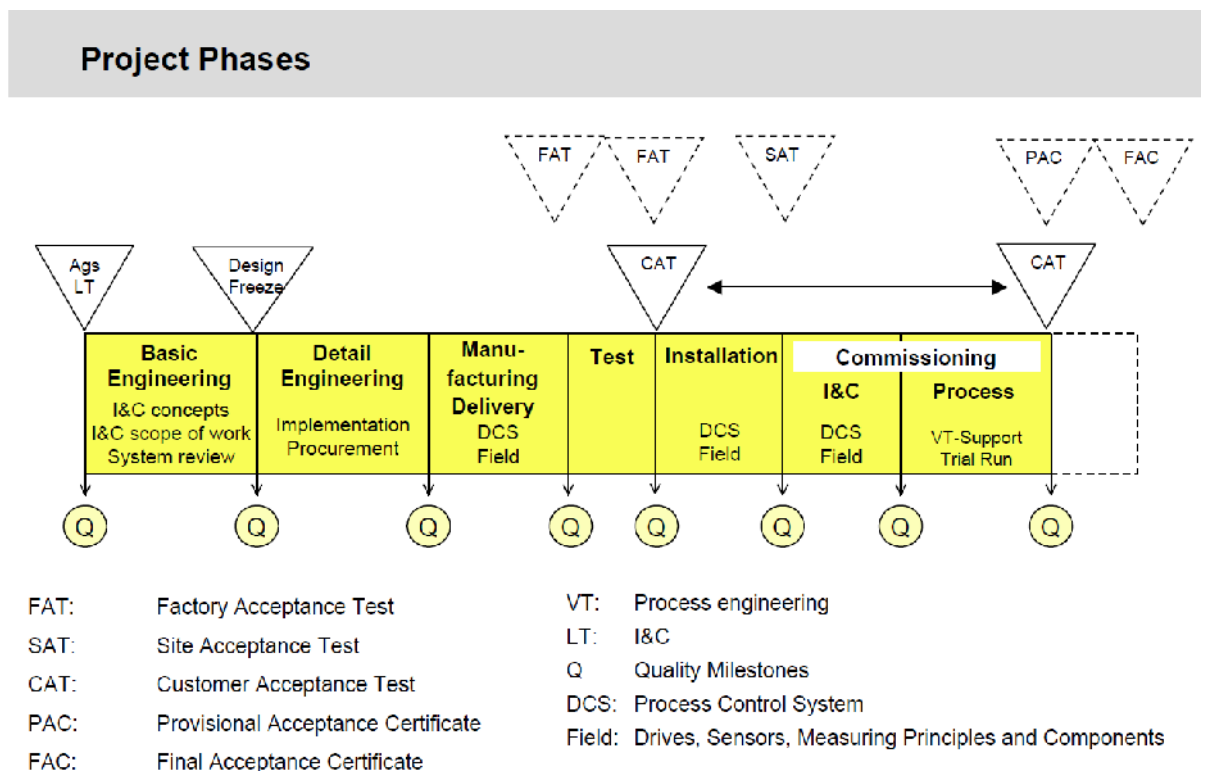 Project Phases
FAT
FAT
SAT
PAC
FAC
Ags
LT
Design
Freeze
CAT
CAT
Basic
Engineering
I&C concepts
I&C scope of work
System review
Detail
Engineering
Implementation
Procurement
Manu-
facturing
Delivery
DCS
Field
Test
Installation
DCS
Field
Commissioning
I&C
DCS
Field
Process
VT-Support
Trial Run
Q
Q
Q
Q
Q
Q
Q
Q
FAT: Factory Acceptance Test
SAT: Site Acceptance Test
CAT: Customer Acceptance Test
PAC: Provisional Acceptance Certificate
FAC: Final Acceptance Certificate
VT: Process engineering
LT: I&C
Q Quality Milestones
DCS: Process Control System
Field: Drives, Sensors, Measuring Principles and Components